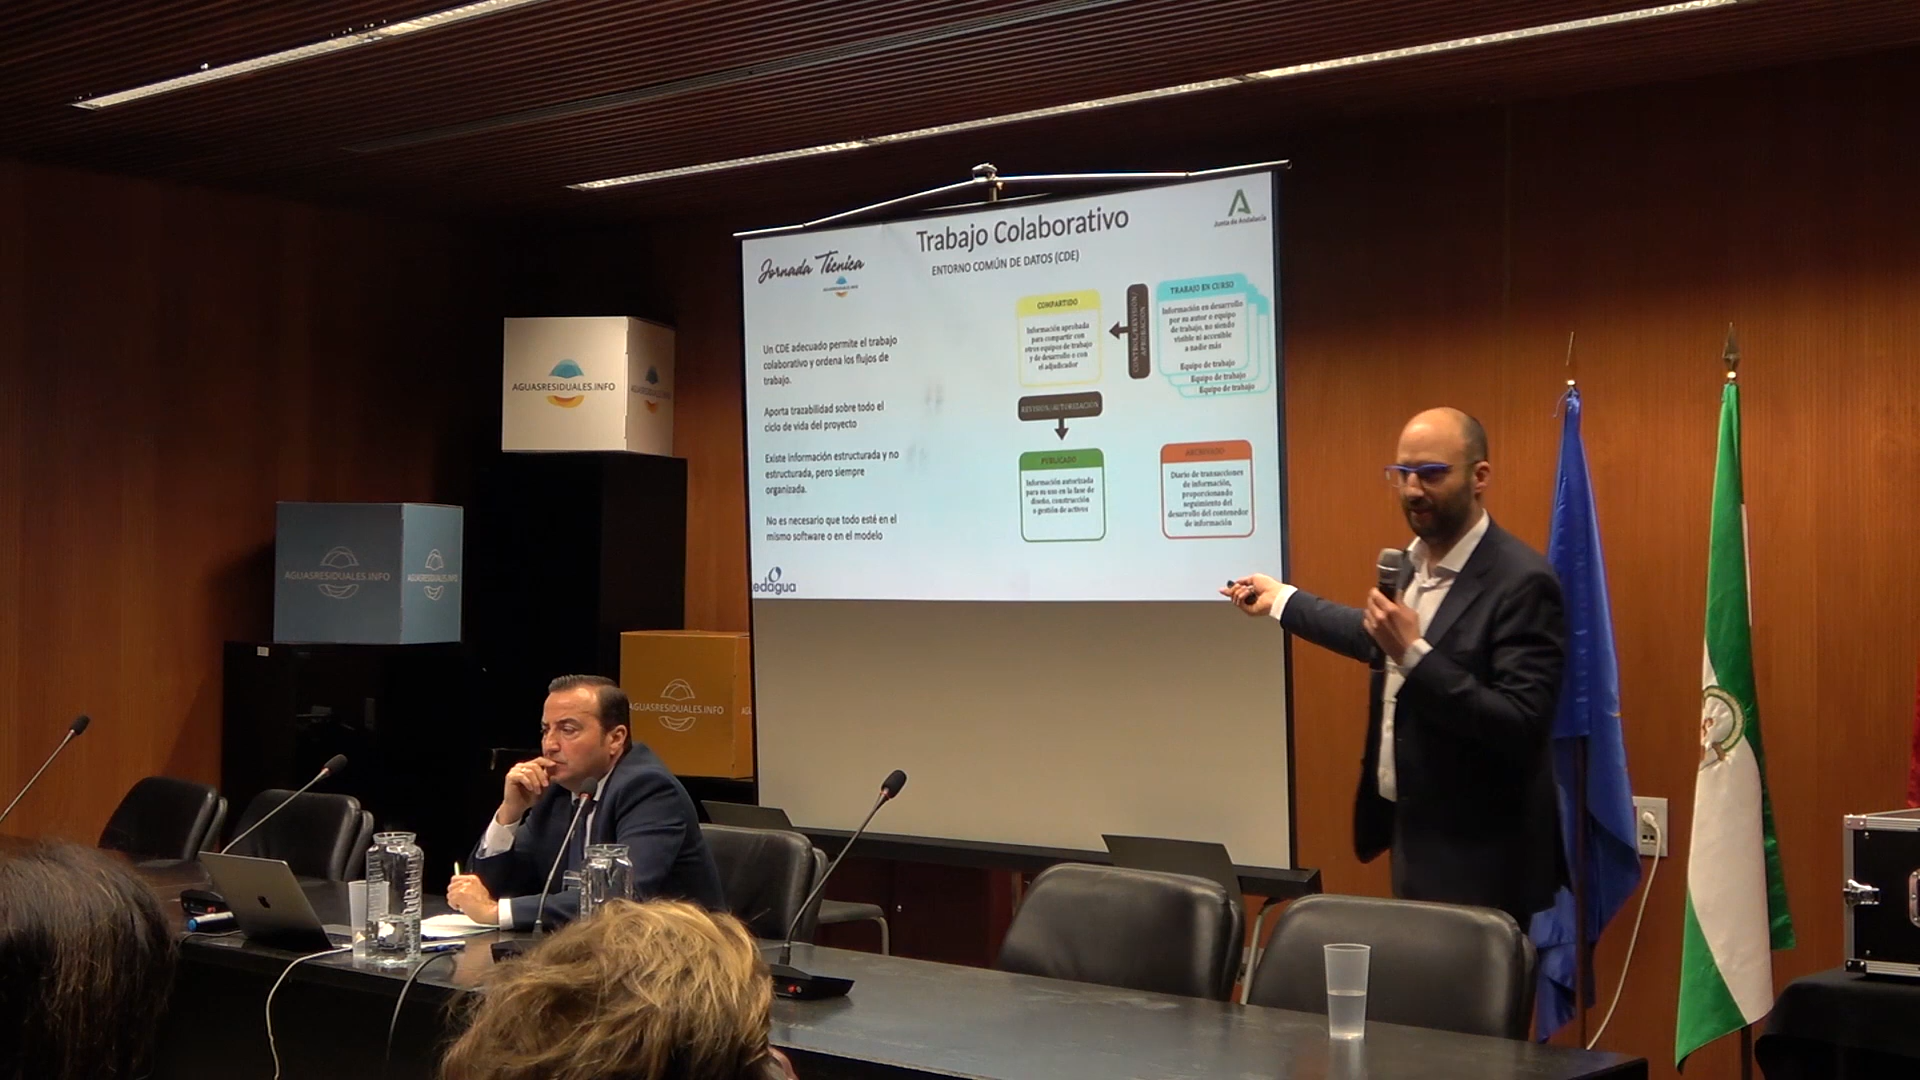 Trabajo Colaborativo
ENTORNO COMÚN DE DATOS (CDE)
Jornada Técnica
AGUASRESIDUALES.INFO
Junta de Andalucía
Un CDE adecuado permite el trabajo
colaborativo y ordena los flujos de
trabajo.
Aporta trazabilidad sobre todo el
ciclo de vida del proyecto
Existe información estructurada y no
estructurada, pero siempre
organizada.
No es necesario que todo esté en el
mismo software o en el modelo
edagua
COMPARTIDO
Información aprobada
para compartir con
otros equipos de trabajo
y de desarrollo o con
el adjudicador
CONTROL/REVISIÓN/
APROBACIÓN
TRABAJO EN CURSO
Información en desarrollo
por su autor o equipo
de trabajo, no siendo
visible ni accesible
a nadie más
Equipo de trabajo
Equipo de trabajo
Equipo de trabajo
REVISIÓN/AUTORIZACIÓN
PUBLICADO
Información autorizada
para su uso en la fase de
diseño, construcción
o gestión de activos
ARCHIVADO
Diario de transacciones
de información,
proporcionando
seguimiento del
desarrollo del contenedor
de información
AGUASRESIDUALES.INFO
AGUASRESIDUALES.INFO
AGUASRESIDUALES.INFO
AGUASRESIDUALES.INFO
AGUASRESIDUALES.INFO
AG